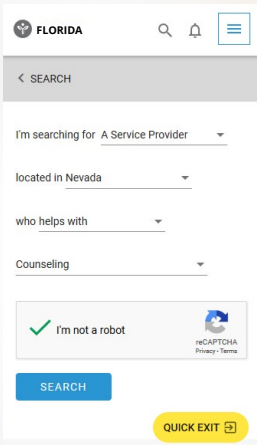 FLORIDA
SEARCH
I'm searching for A Service Provider
located in Nevada
who helps with
Counseling
I'm not a robot
reCAPTCHA
Privacy - Terms
SEARCH
QUICK EXIT